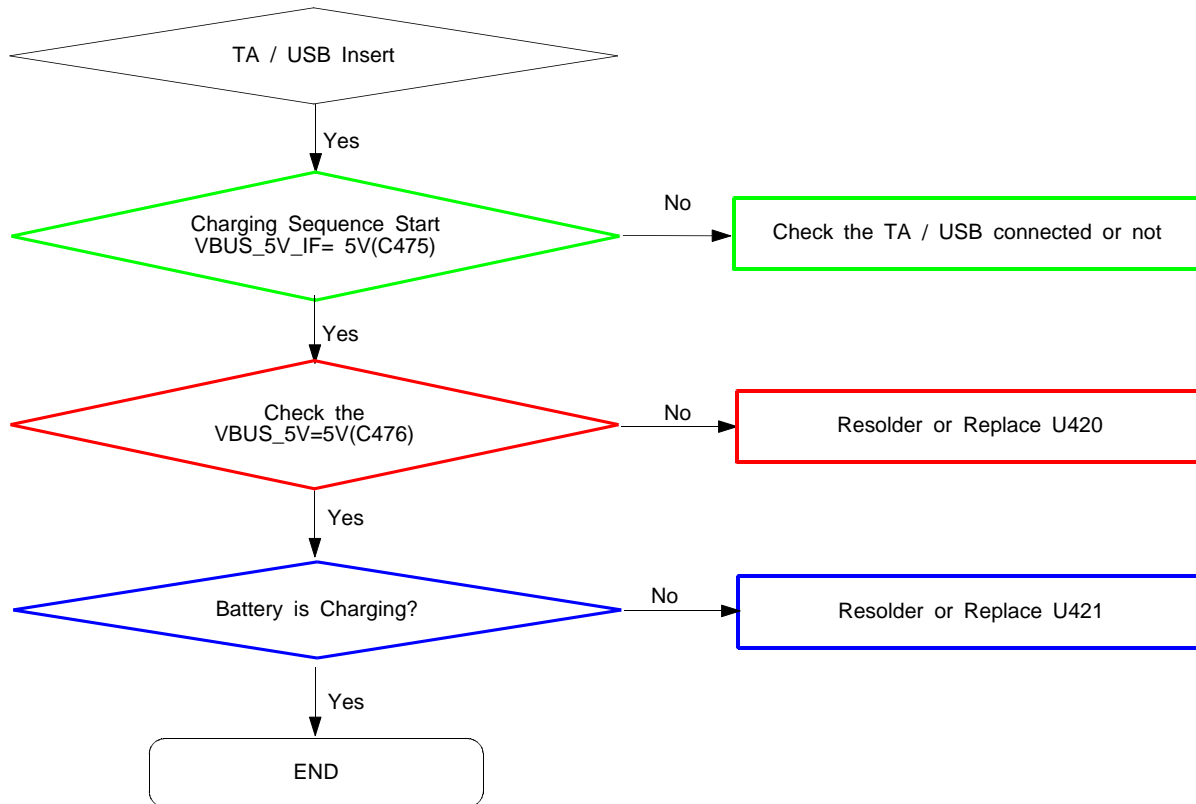 TA / USB Insert
Yes
Charging Sequence Start
VBUS_5V_IF= 5V(C475)
No
Check the TA / USB connected or not
Yes
Check the
VBUS_5V=5V(C476)
No
Resolder or Replace U420
Yes
Battery is Charging?
No
Resolder or Replace U421
Yes
END